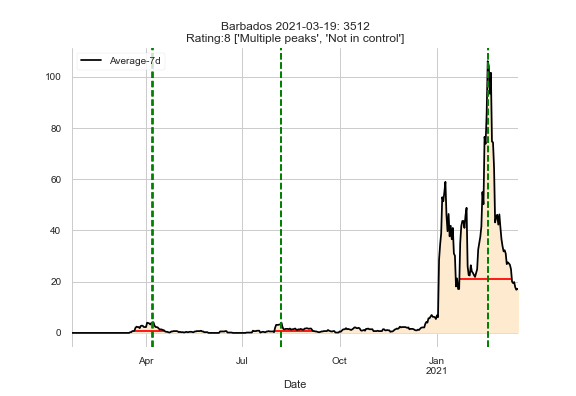 Barbados 2021-03-19: 3512
Rating:8 ['Multiple peaks', 'Not in control']
Average-7d
100
80
60
40
20
0
Apr
Jul
Oct
Jan
2021
Date